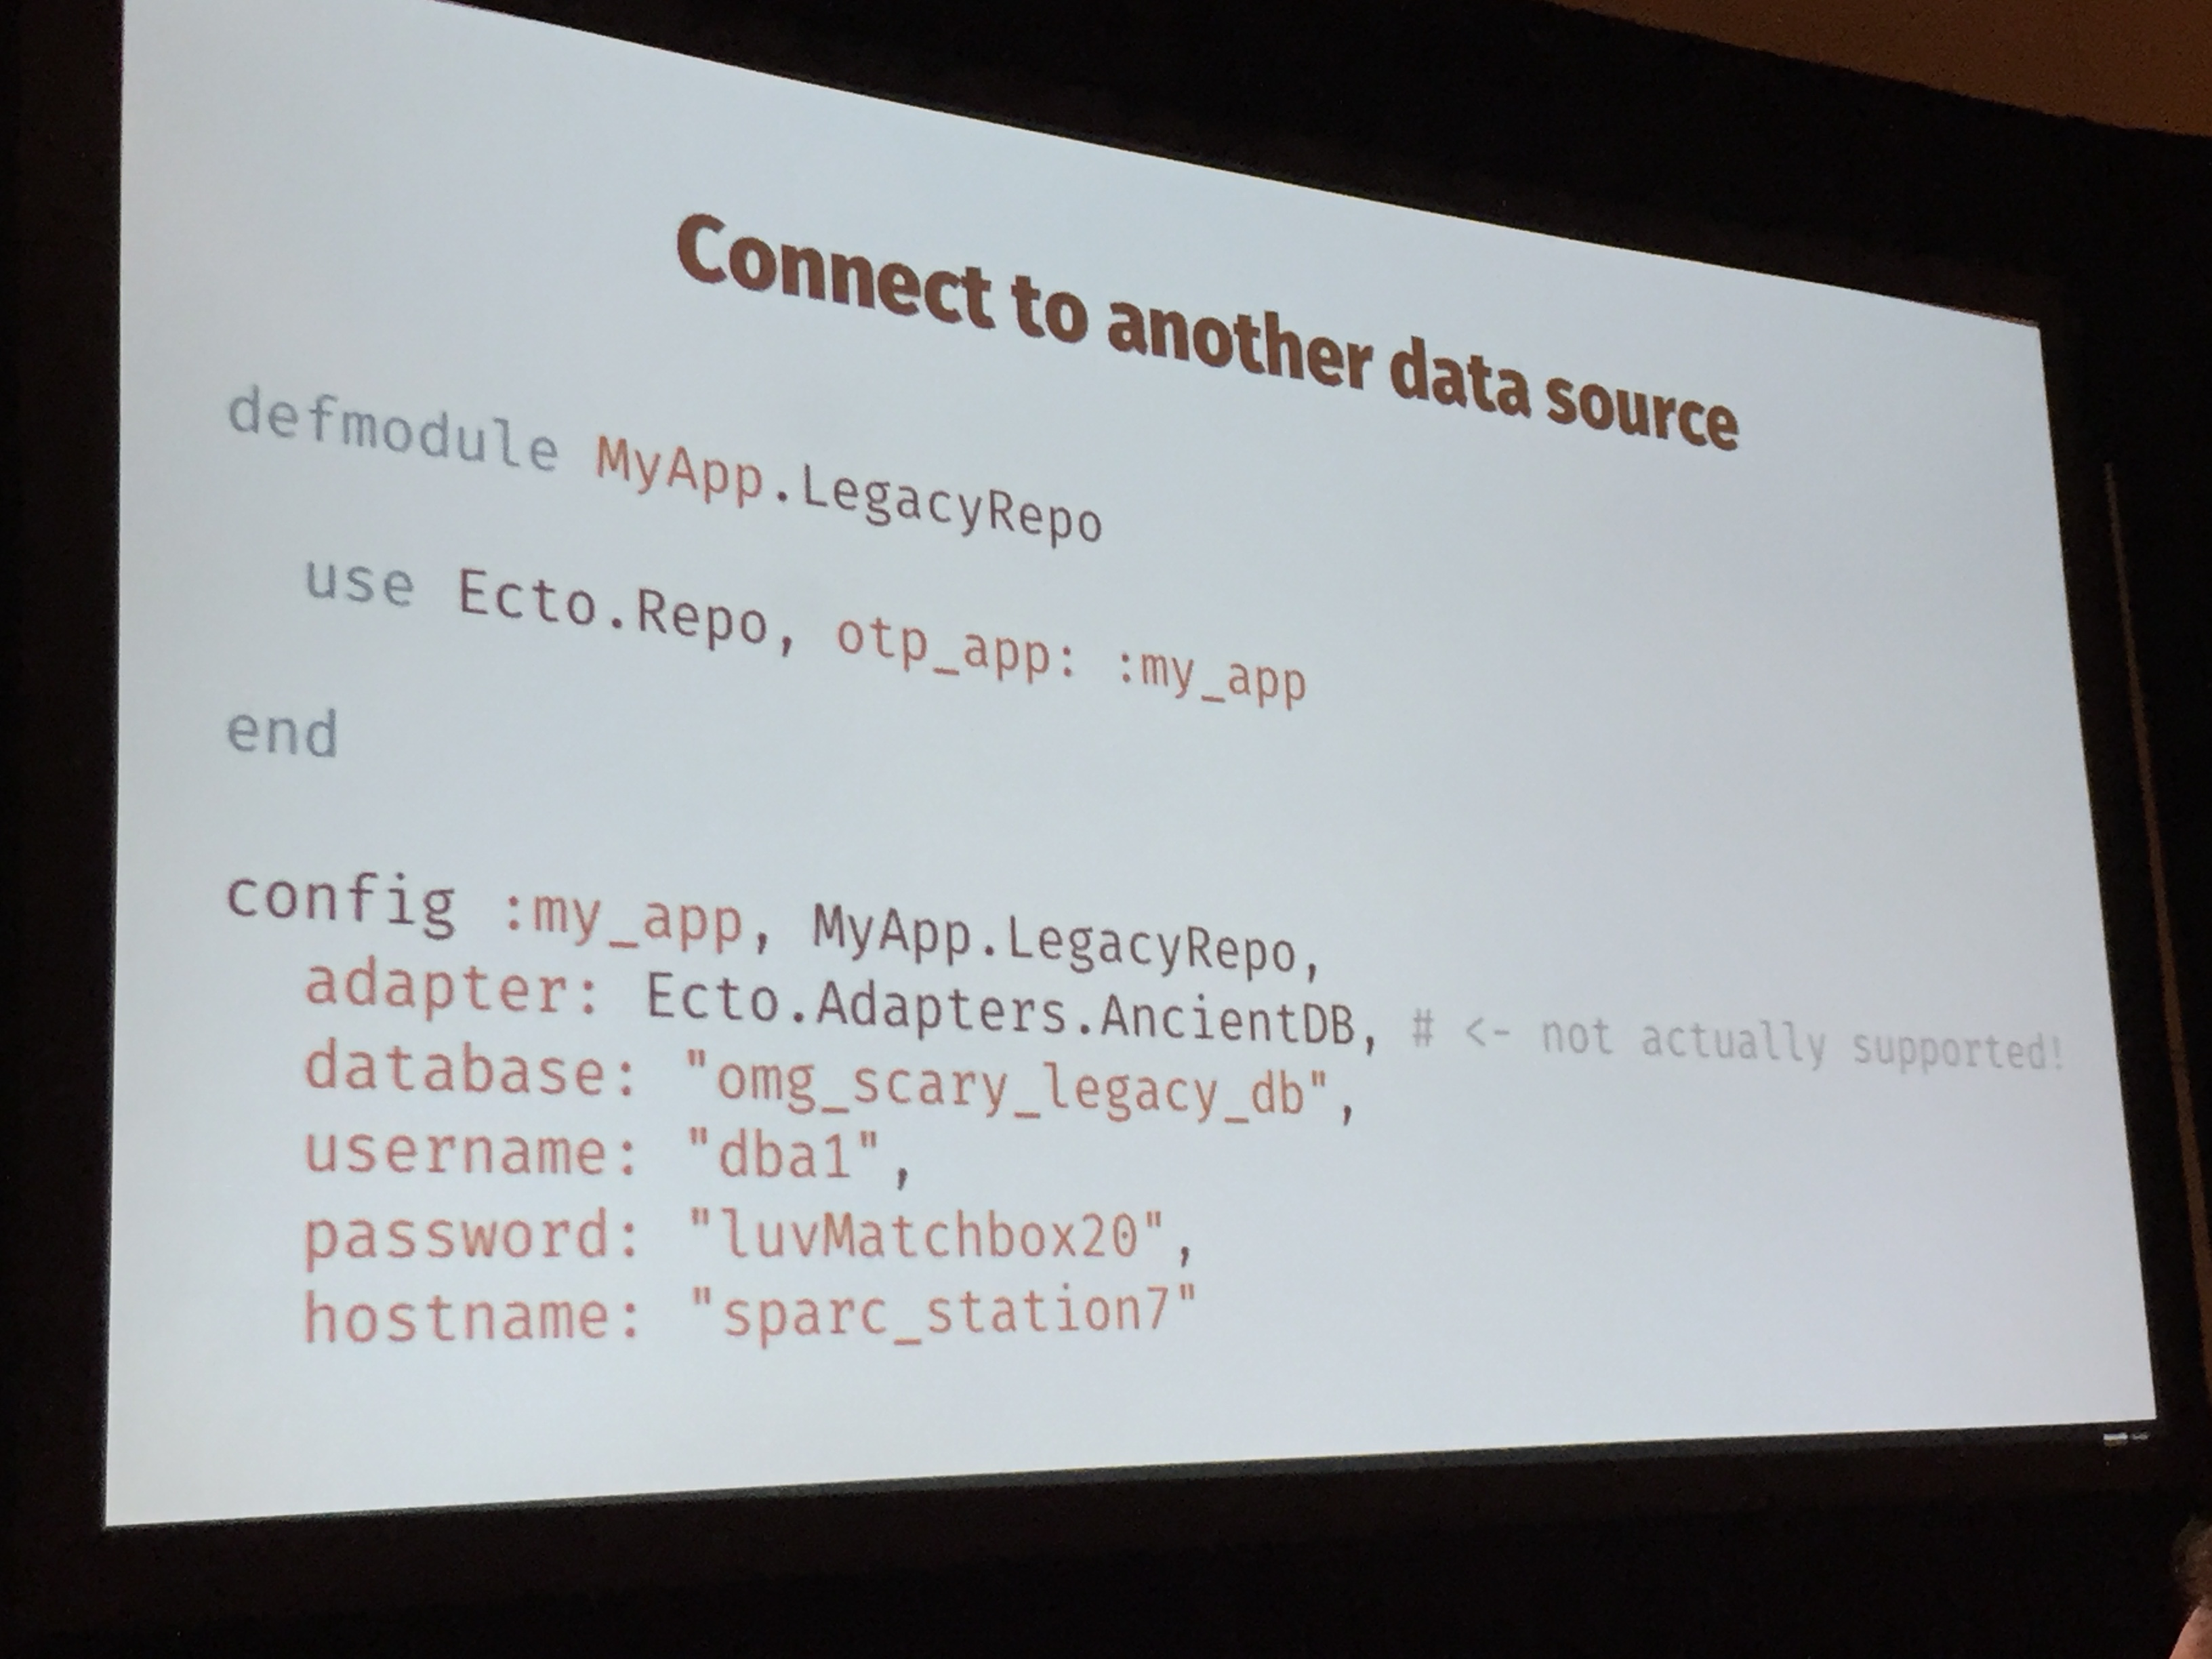 Connect to another data source
defmodule MyApp.LegacyRepo
  use Ecto.Repo, otp_app: :my_app
end
config :my_app, MyApp.LegacyRepo,
  adapter: Ecto.Adapters.AncientDB, # <- not actually supported!
  database: "omg_scary_legacy_db",
  username: "dba1",
  password: "luvMatchbox20",
  hostname: "sparc_station7"